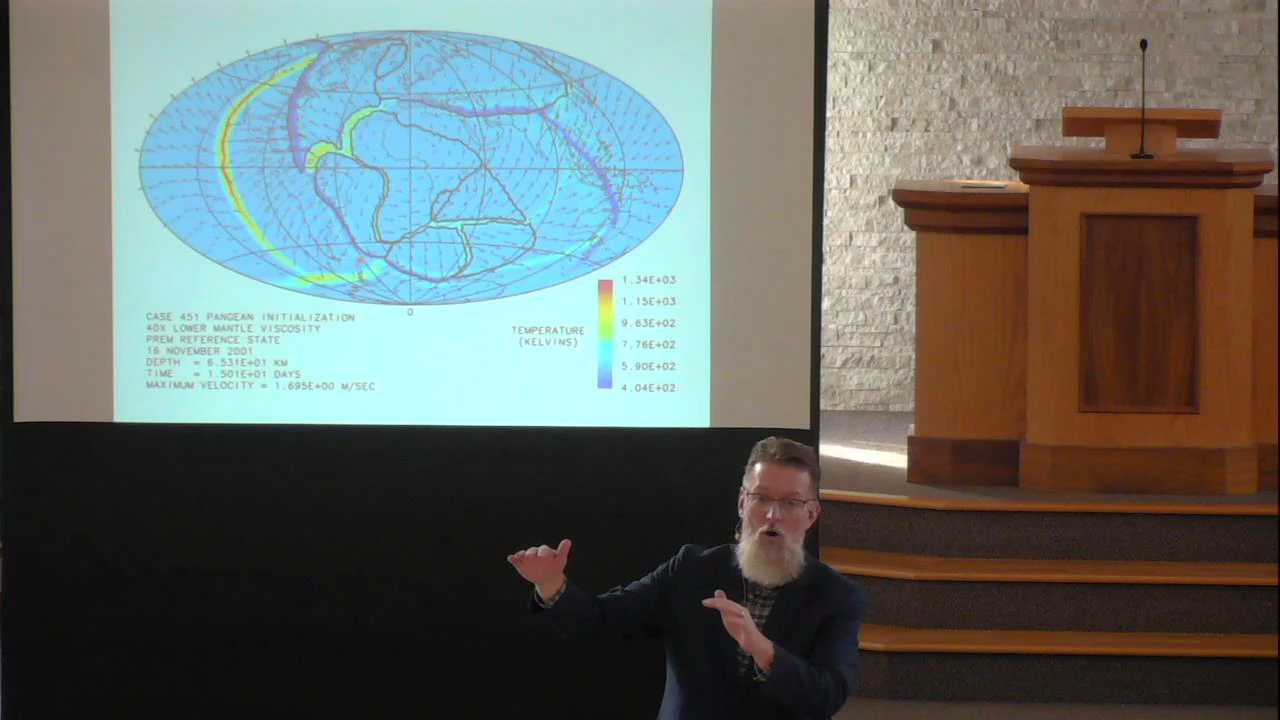 0
CASE 451 PANGEAN INITIALIZATION
40X LOWER MANTLE VISCOSITY
PREM REFERENCE STATE
16 NOVEMBER 2001
DEPTH = 6.531E+01 KM
TIME = 1.501E+01 DAYS
MAXIMUM VELOCITY = 1.695E+00 M/SEC
TEMPERATURE
(KELVINS)
1.34E+03
1.15E+03
9.63E+02
7.76E+02
5.90E+02
4.04E+02